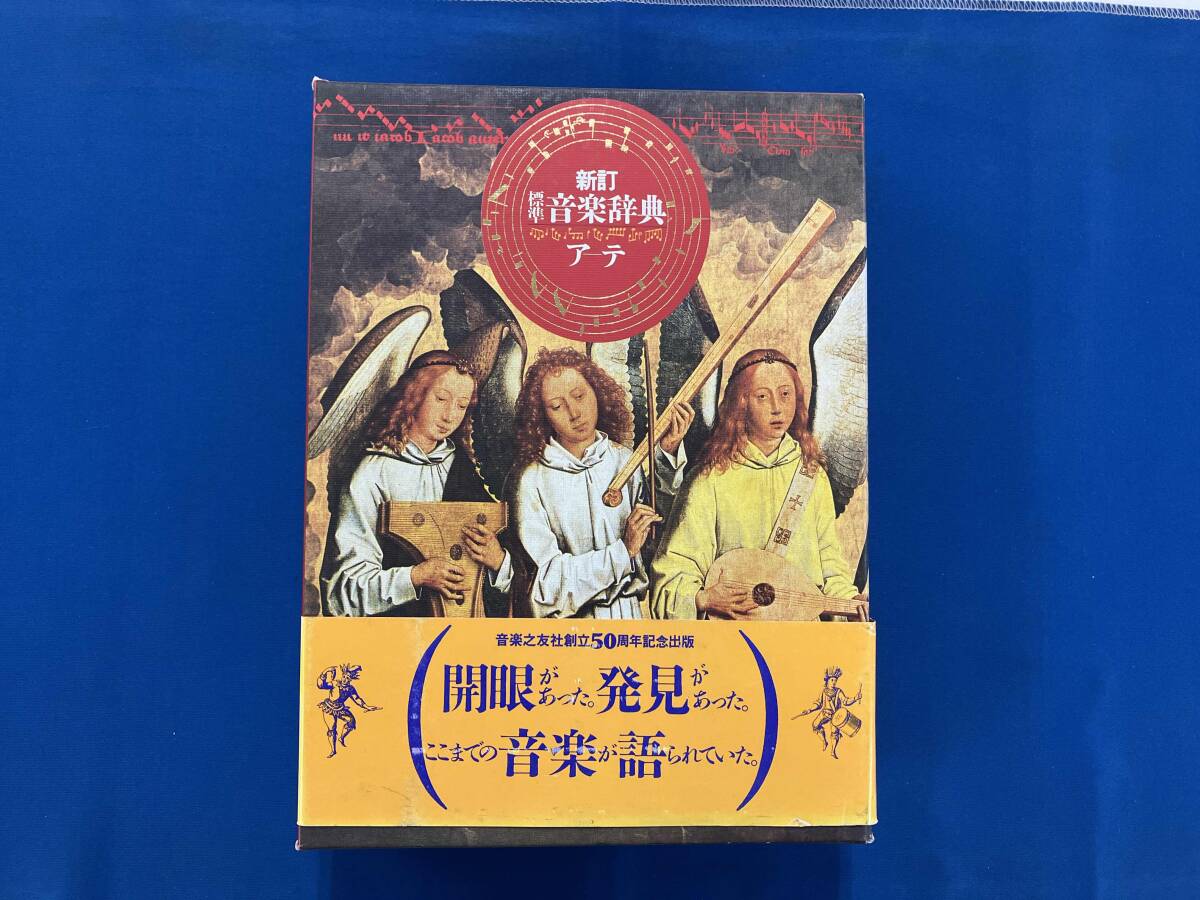 新訂
標準 音楽辞典
ア―テ
音楽之友社創立50周年記念出版
開眼があった。発見があった。
ここまでの音楽が語られていた。